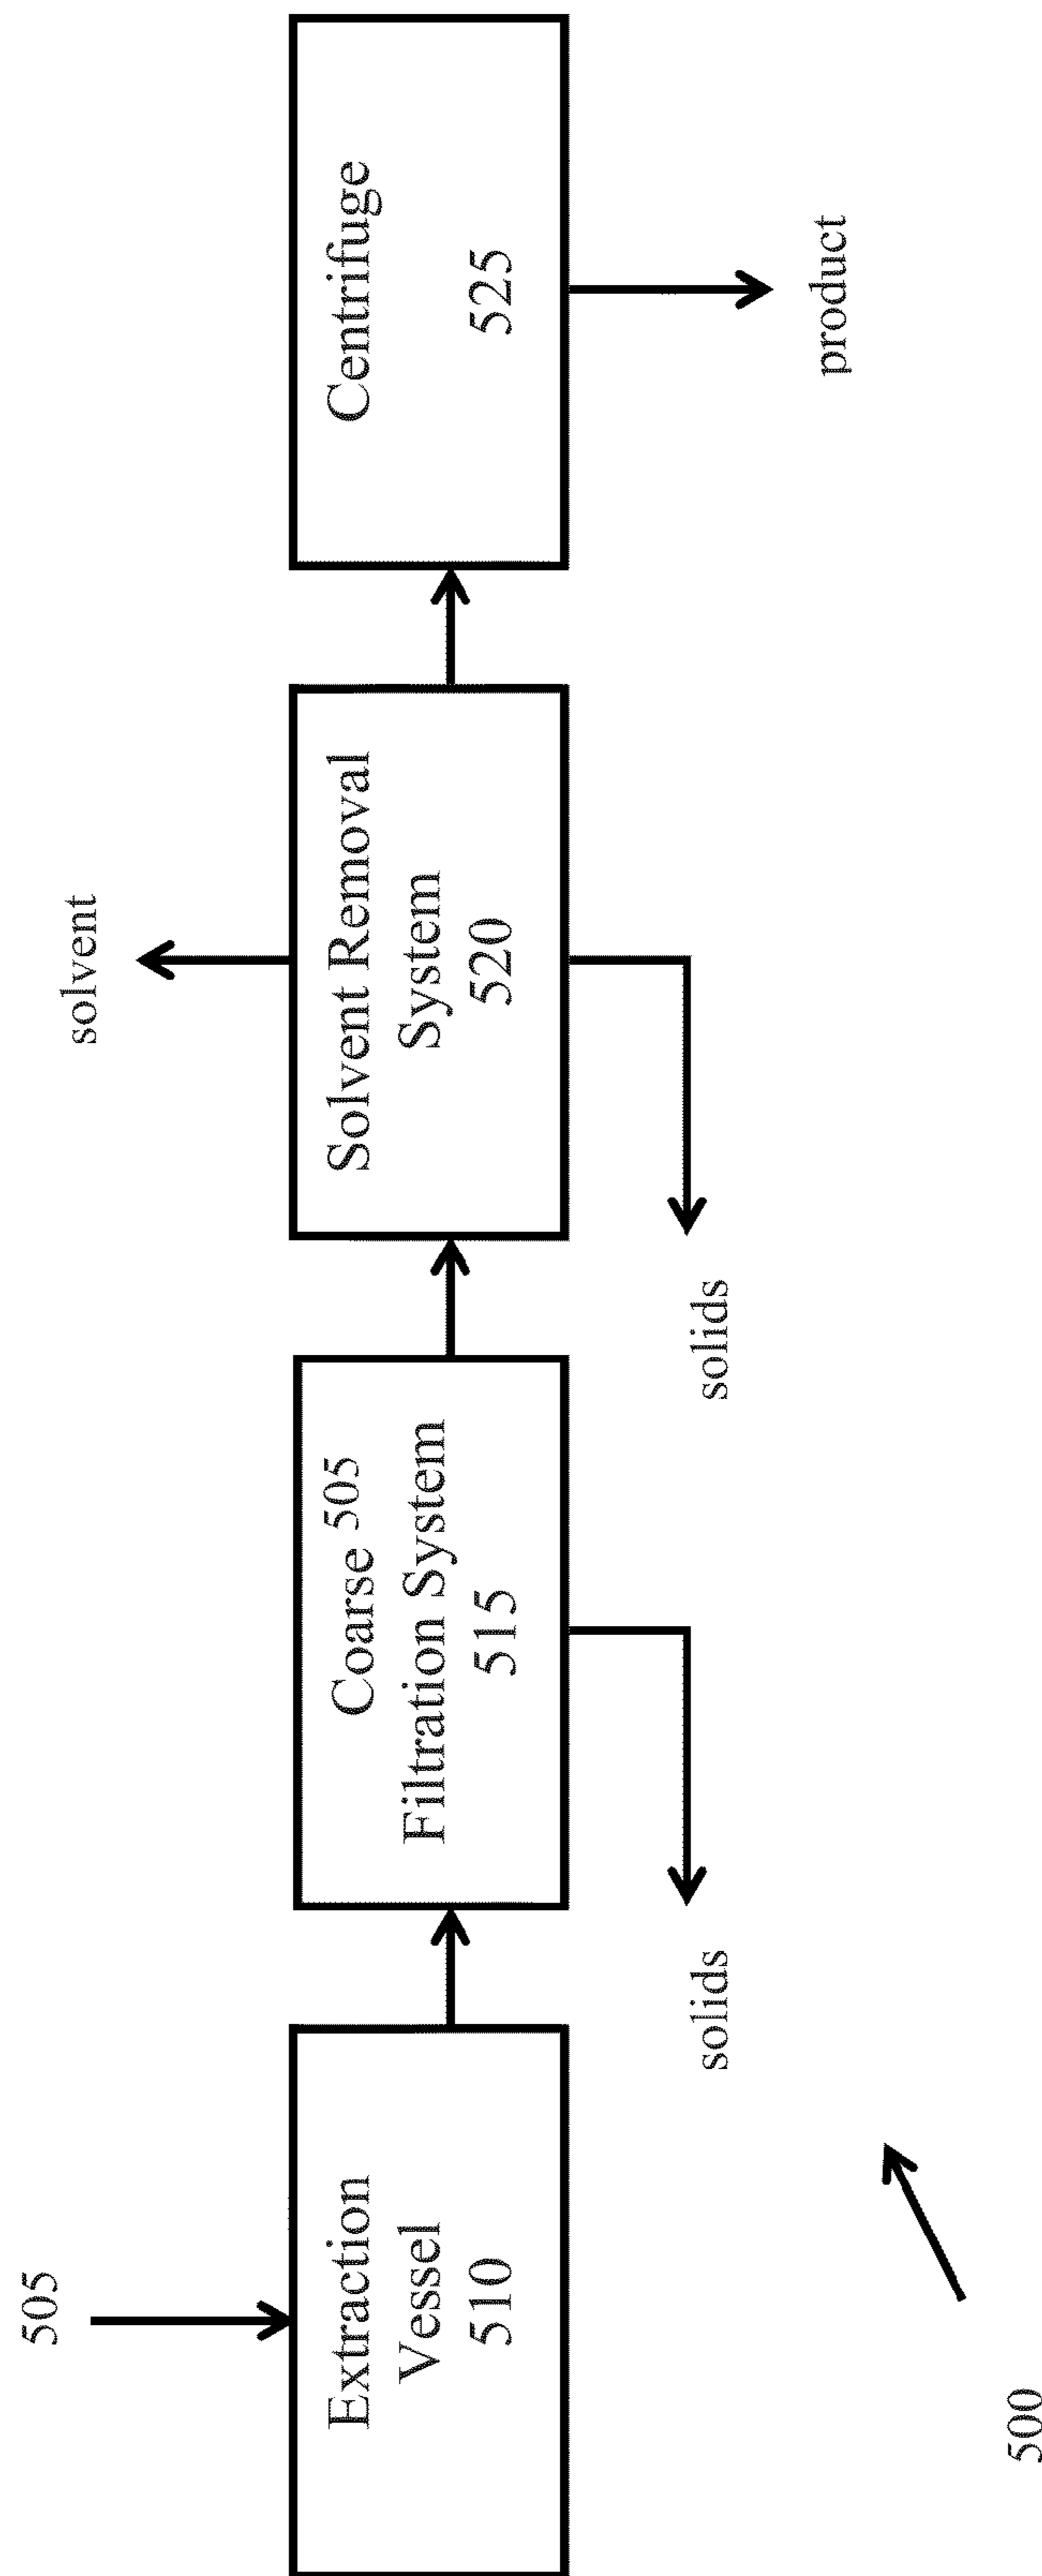 505
Extraction
Vessel
510
Coarse 505
Filtration System
515
solids
solvent
Solvent Removal
System
520
solids
Centrifuge
525
product
500